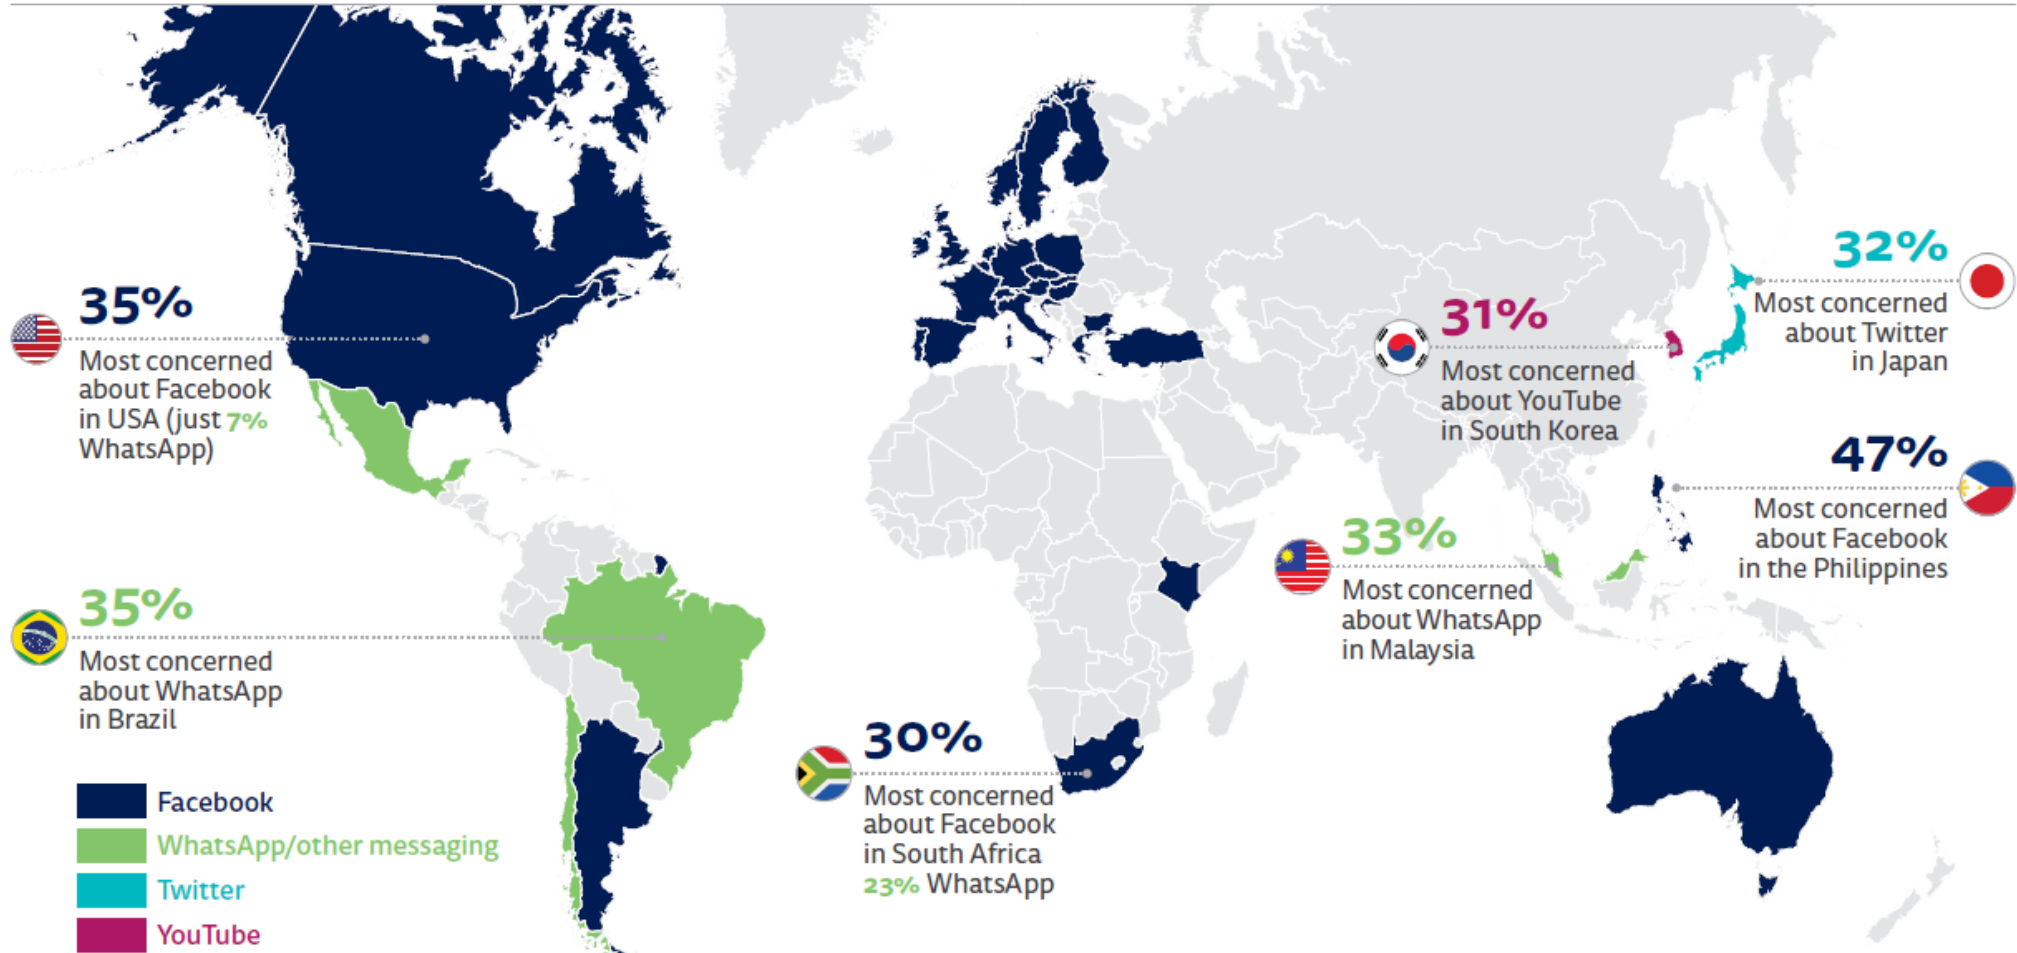 35%
Most concerned
about Facebook
in USA (just 7%
WhatsApp)
35%
Most concerned
about WhatsApp
in Brazil
Facebook
WhatsApp/other messaging
Twitter
YouTube
30%
Most concerned
about Facebook
in South Africa
23% WhatsApp
33%
Most concerned
about WhatsApp
in Malaysia
31%
Most concerned
about YouTube
in South Korea
32%
Most concerned
about Twitter
in Japan
47%
Most concerned
about Facebook
in the Philippines